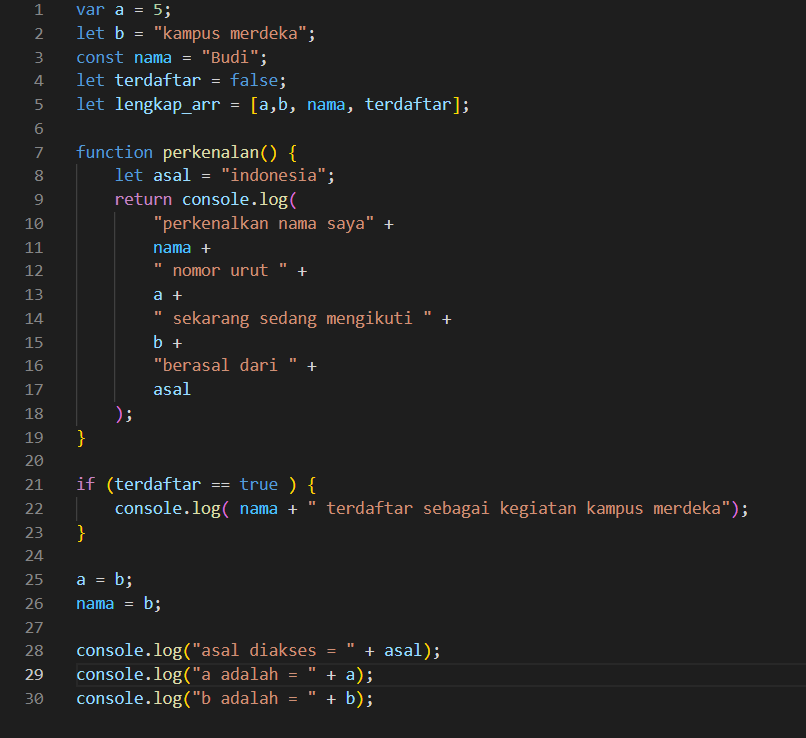 1 var a = 5;
2 let b = "kampus merdeka";
3 const nama = "Budi";
4 let terdaftar = false;
5 let lengkap_arr = [a,b, nama, terdaftar];
6
7 function perkenalan() {
8     let asal = "indonesia";
9     return console.log(
10         "perkenalkan nama saya" +
11         nama +
12         " nomor urut " +
13         a +
14         " sekarang sedang mengikuti " +
15         b +
16         "berasal dari " +
17         asal
18     );
19 }
20
21 if (terdaftar == true ) {
22     console.log( nama + " terdaftar sebagai kegiatan kampus merdeka");
23 }
24
25 a = b;
26 nama = b;
27
28 console.log("asal diakses = " + asal);
29 console.log("a adalah = " + a);
30 console.log("b adalah = " + b);